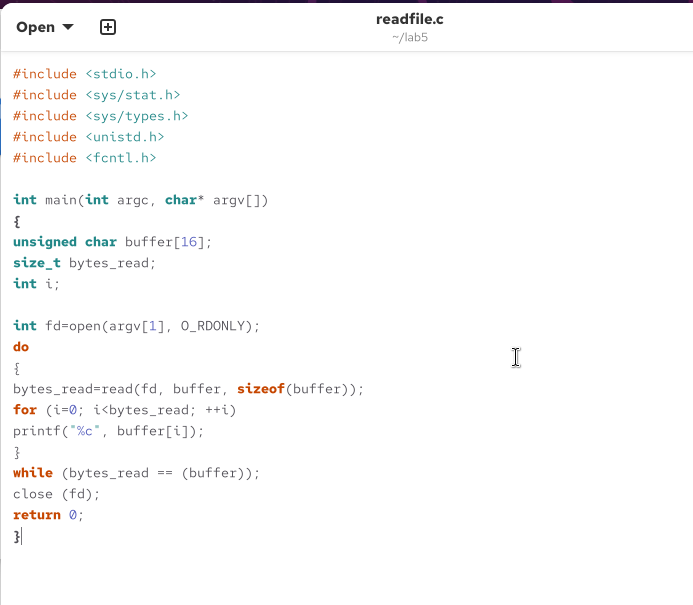 Open
readfile.c
~/lab5
#include <stdio.h>
#include <sys/stat.h>
#include <sys/types.h>
#include <unistd.h>
#include <fcntl.h>
int main(int argc, char* argv[])
{
unsigned char buffer[16];
size_t bytes_read;
int i;
int fd=open(argv[1], O_RDONLY);
do
{
bytes_read=read(fd, buffer, sizeof(buffer));
for (i=0; i<bytes_read; ++i)
printf("%c", buffer[i]);
}
while (bytes_read == (buffer));
close (fd);
return 0;
}